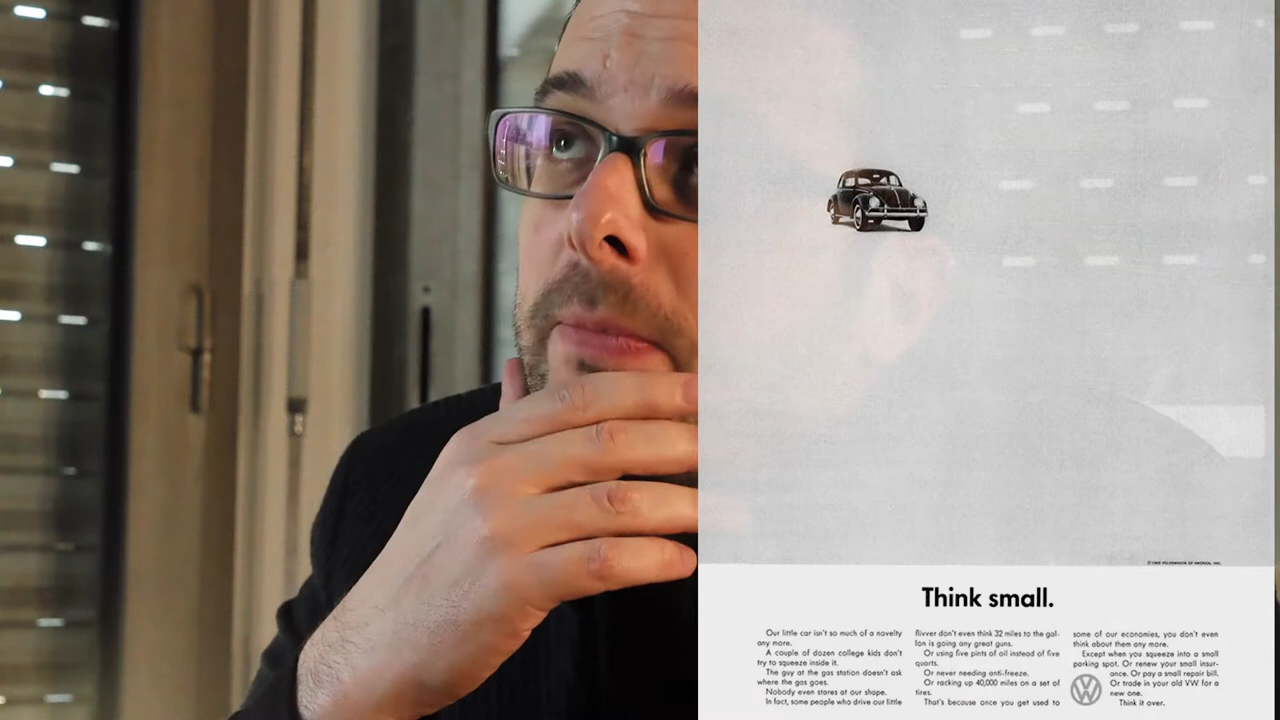 © 1960 VOLKSWAGEN OF AMERICA, INC.
Think small.
Our little car isn't so much of a novelty
any more.
A couple of dozen college kids don't
try to squeeze inside it.
The guy at the gas station doesn't ask
where the gas goes.
Nobody even stares at our shape.
In fact, some people who drive our little
flivver don't even think 32 miles to the gal-
lon is going any great guns.
Or using five pints of oil instead of five
quarts.
Or never needing anti-freeze.
Or racking up 40,000 miles on a set of
tires.
That's because once you get used to
some of our economies, you don't even
think about them any more.
Except when you squeeze into a small
parking spot. Or renew your small insur-
ance. Or pay a small repair bill.
Or trade in your old VW for a
new one.
Think it over.
VW